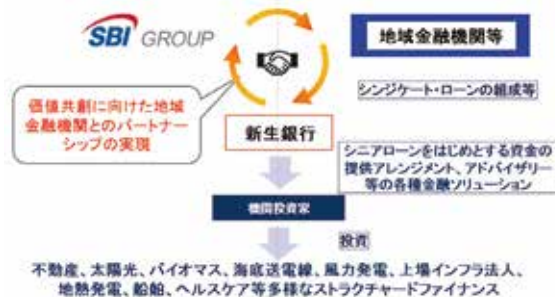 SBI GROUP
地域金融機関等
シンジケート・ローンの組成等
価値共創に向けた地域
金融機関とのパートナー
シップの実現
新生銀行
シニアローンをはじめとする資金の
提供アレンジメント、アドバイザリー
等の各種金融ソリューション
機関投資家
投資
不動産、太陽光、バイオマス、海底送電線、風力発電、上場インフラ法人、
地熱発電、船舶、ヘルスケア等多様なストラクチャードファイナンス